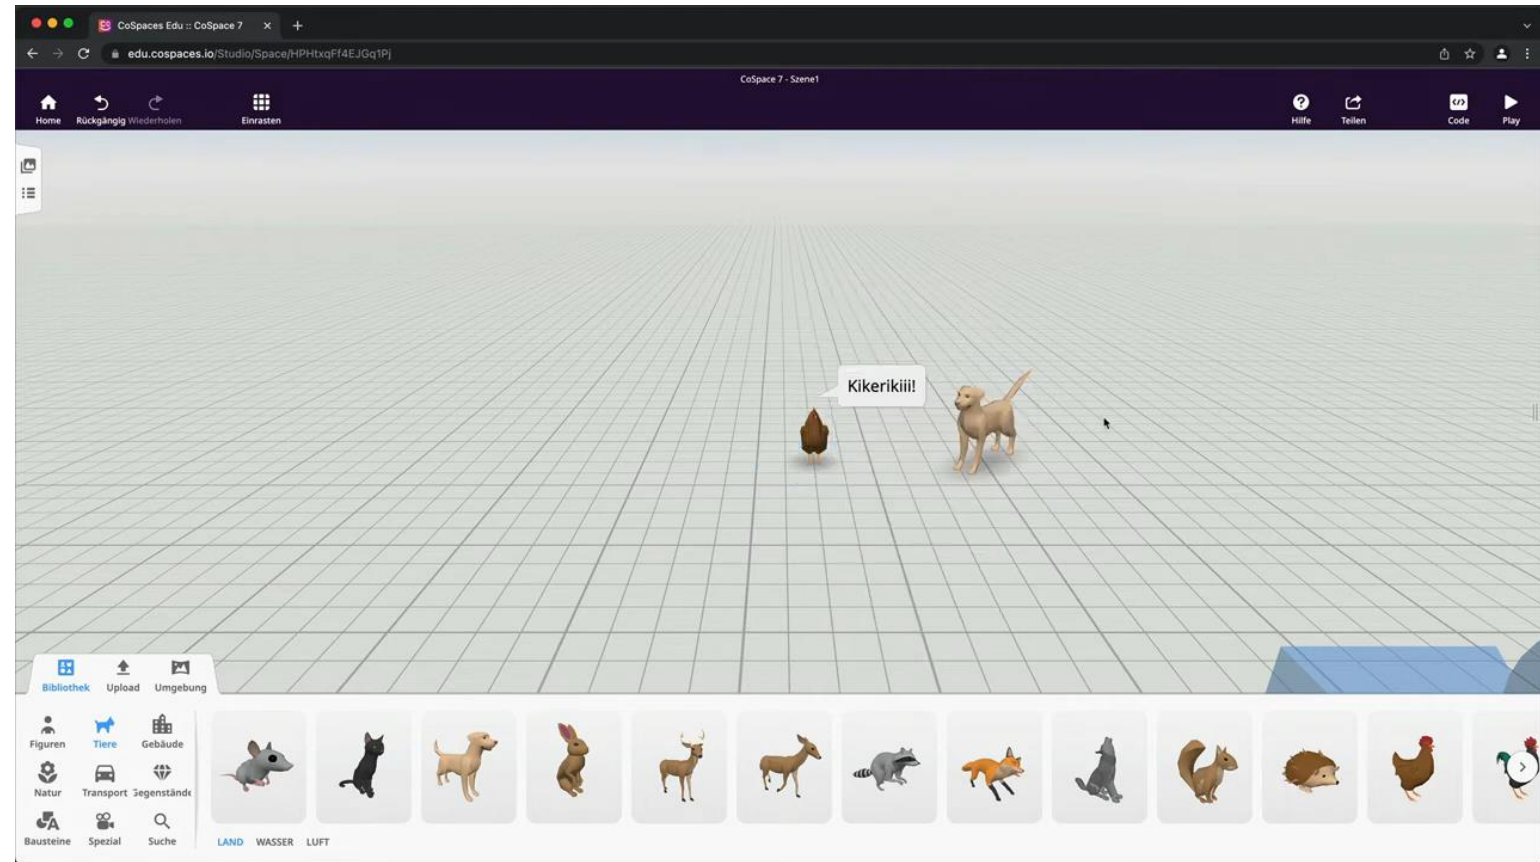 CoSpaces Edu :: CoSpace 7
edu.cospaces.io/Studio/Space/HPHtxqFf4EJGq1Pj
CoSpace 7 - Szene1
Home Rückgängig Wiederholen Einrasten Hilfe Teilen Code Play
Kikerikiii!
Bibliothek Upload Umgebung
Figuren Tiere Gebäude
Natur Transport Gegenstände
Bausteine Spezial Suche
LAND WASSER LUFT